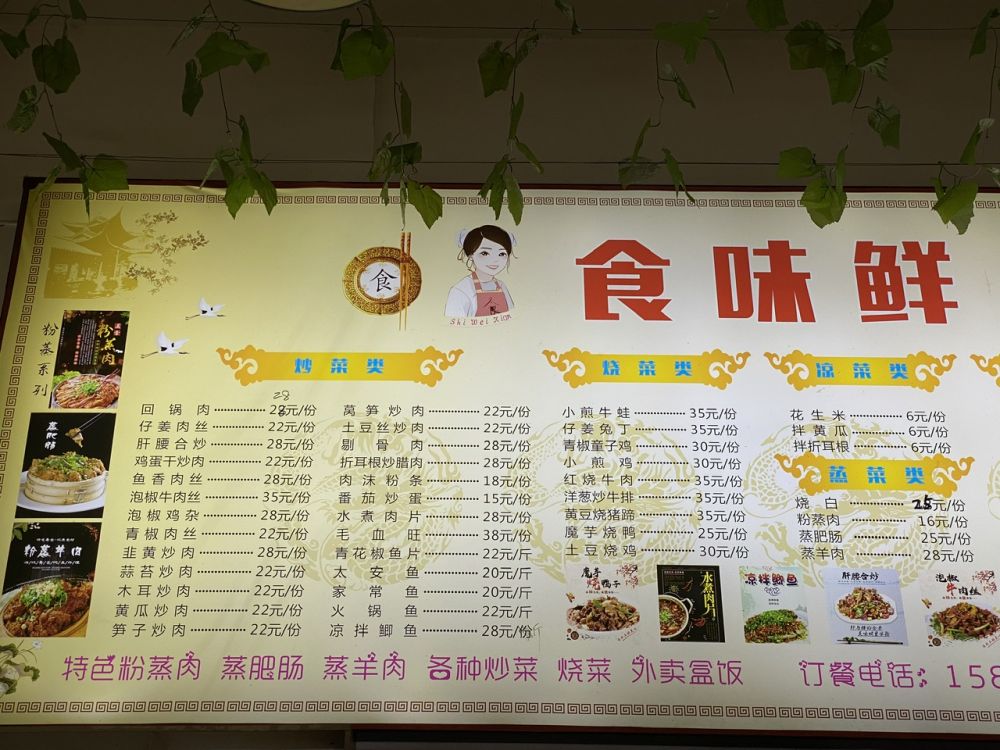 食味鲜
食
Shi Wei Xian
粉蒸系列
粉蒸肉
蒸肥肠
粉蒸羊肉
炒菜类
28
回锅肉 28元/份
仔姜肉丝 22元/份
肝腰合炒 28元/份
鸡蛋干炒肉 22元/份
鱼香肉丝 28元/份
泡椒牛肉丝 35元/份
泡椒鸡杂 28元/份
青椒肉丝 22元/份
韭黄炒肉 28元/份
蒜苔炒肉 22元/份
木耳炒肉 22元/份
黄瓜炒肉 22元/份
笋子炒肉 22元/份
莴笋炒肉 22元/份
土豆丝炒肉 22元/份
剔骨肉 28元/份
折耳根炒腊肉 28元/份
肉沫粉条 18元/份
番茄炒蛋 15元/份
水煮肉片 28元/份
毛血旺 38元/份
青花椒鱼片 22元/斤
太安鱼 20元/斤
家常鱼 20元/斤
火锅鱼 22元/斤
凉拌鲫鱼 28元/份
烧菜类
小煎牛蛙 35元/份
仔姜兔丁 35元/份
青椒童子鸡 30元/份
小煎鸡 30元/份
红烧牛肉 35元/份
洋葱炒牛排 35元/份
黄豆烧猪蹄 35元/份
魔芋烧鸭 25元/份
土豆烧鸡 30元/份
凉菜类
花生米 6元/份
拌黄瓜 6元/份
拌折耳根 6元/份
蒸菜类
烧白 25元/份
粉蒸肉 16元/份
蒸肥肠 25元/份
蒸羊肉 28元/份
魔芋烧鸭子
水煮肉片
凉拌鲫鱼
肝腰合炒
泡椒牛肉丝
特色粉蒸肉 蒸肥肠 蒸羊肉 各种炒菜 烧菜 外卖盒饭 订餐电话: 158